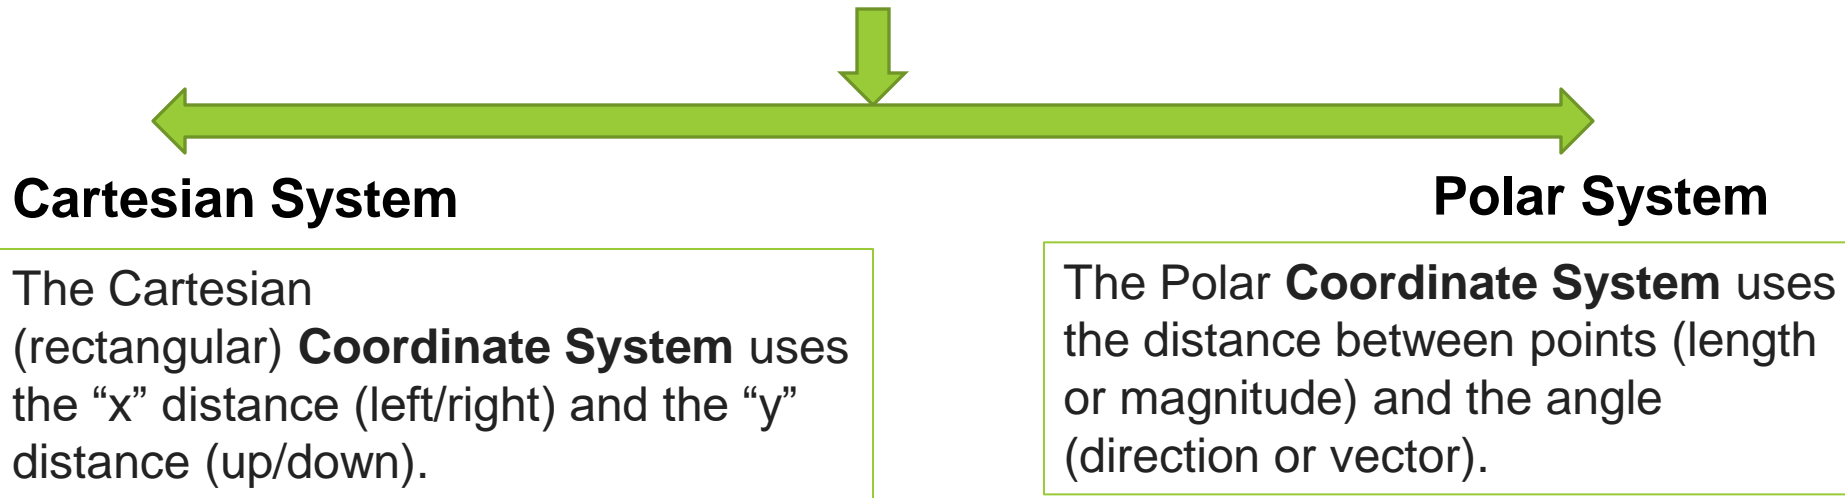 Cartesian System
The Cartesian
(rectangular) Coordinate System uses
the “x” distance (left/right) and the “y”
distance (up/down).
Polar System
The Polar Coordinate System uses
the distance between points (length
or magnitude) and the angle
(direction or vector).